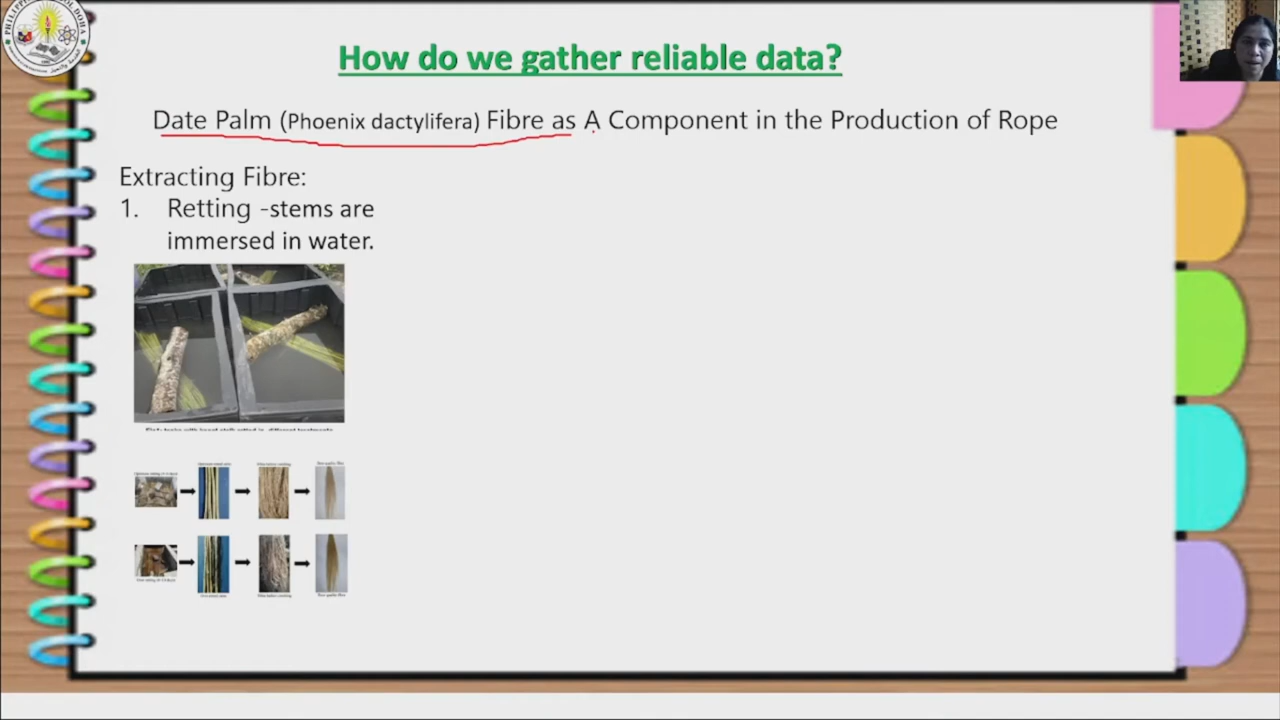 How do we gather reliable data?
Date Palm (Phoenix dactylifera) Fibre as A Component in the Production of Rope
Extracting Fibre:
1. Retting -stems are
immersed in water.